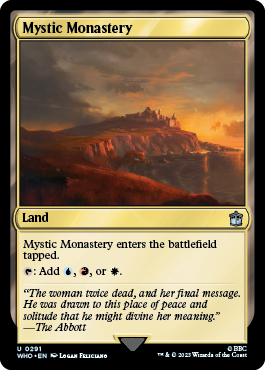 Mystic Monastery
Land
Mystic Monastery enters the battlefield
tapped.
: Add , , or .
"The woman twice dead, and her final message.
He was drawn to this place of peace and
solitude that he might divine her meaning."
—The Abbott
U 0291
WHO • EN Logan Feliciano
© BBC
™ & © 2023 Wizards of the Coast